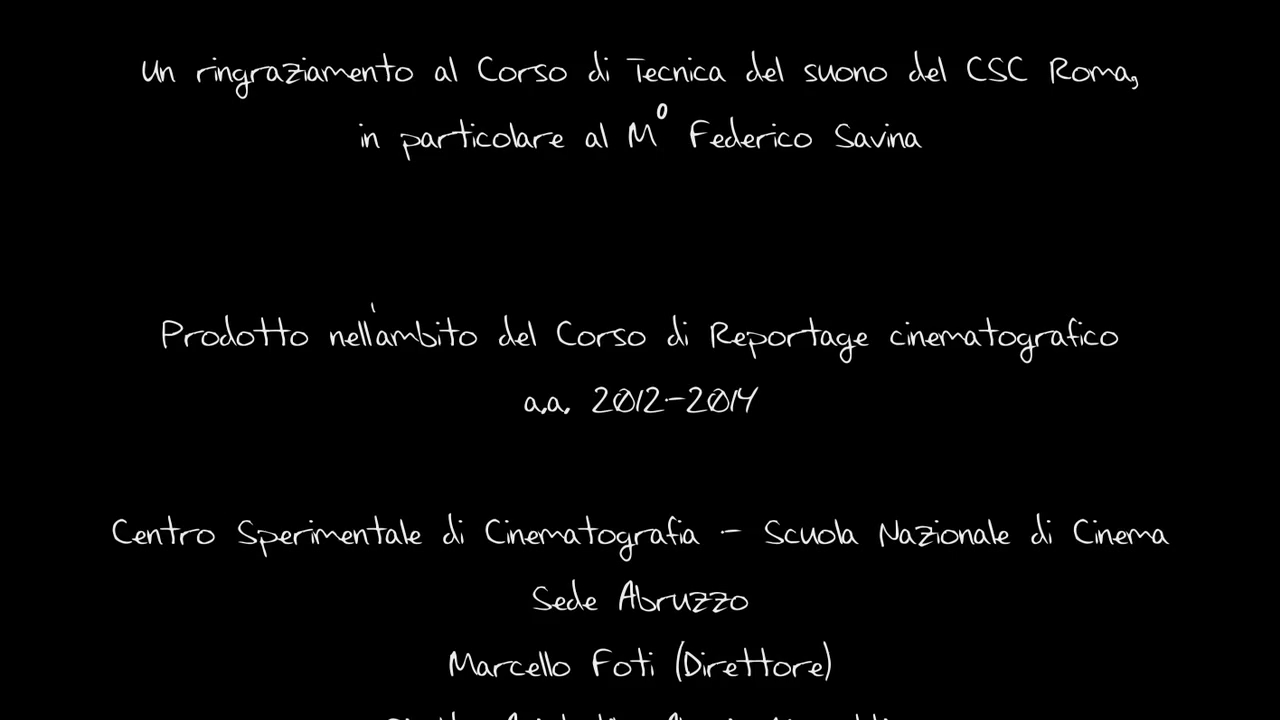 Un ringraziamento al Corso di Tecnica del suono del CSC Roma,
in particolare al M° Federico Savina
Prodotto nell'ambito del Corso di Reportage cinematografico
a.a. 2012-2014
Centro Sperimentale di Cinematografia - Scuola Nazionale di Cinema
Sede Abruzzo
Marcello Foti (Direttore)